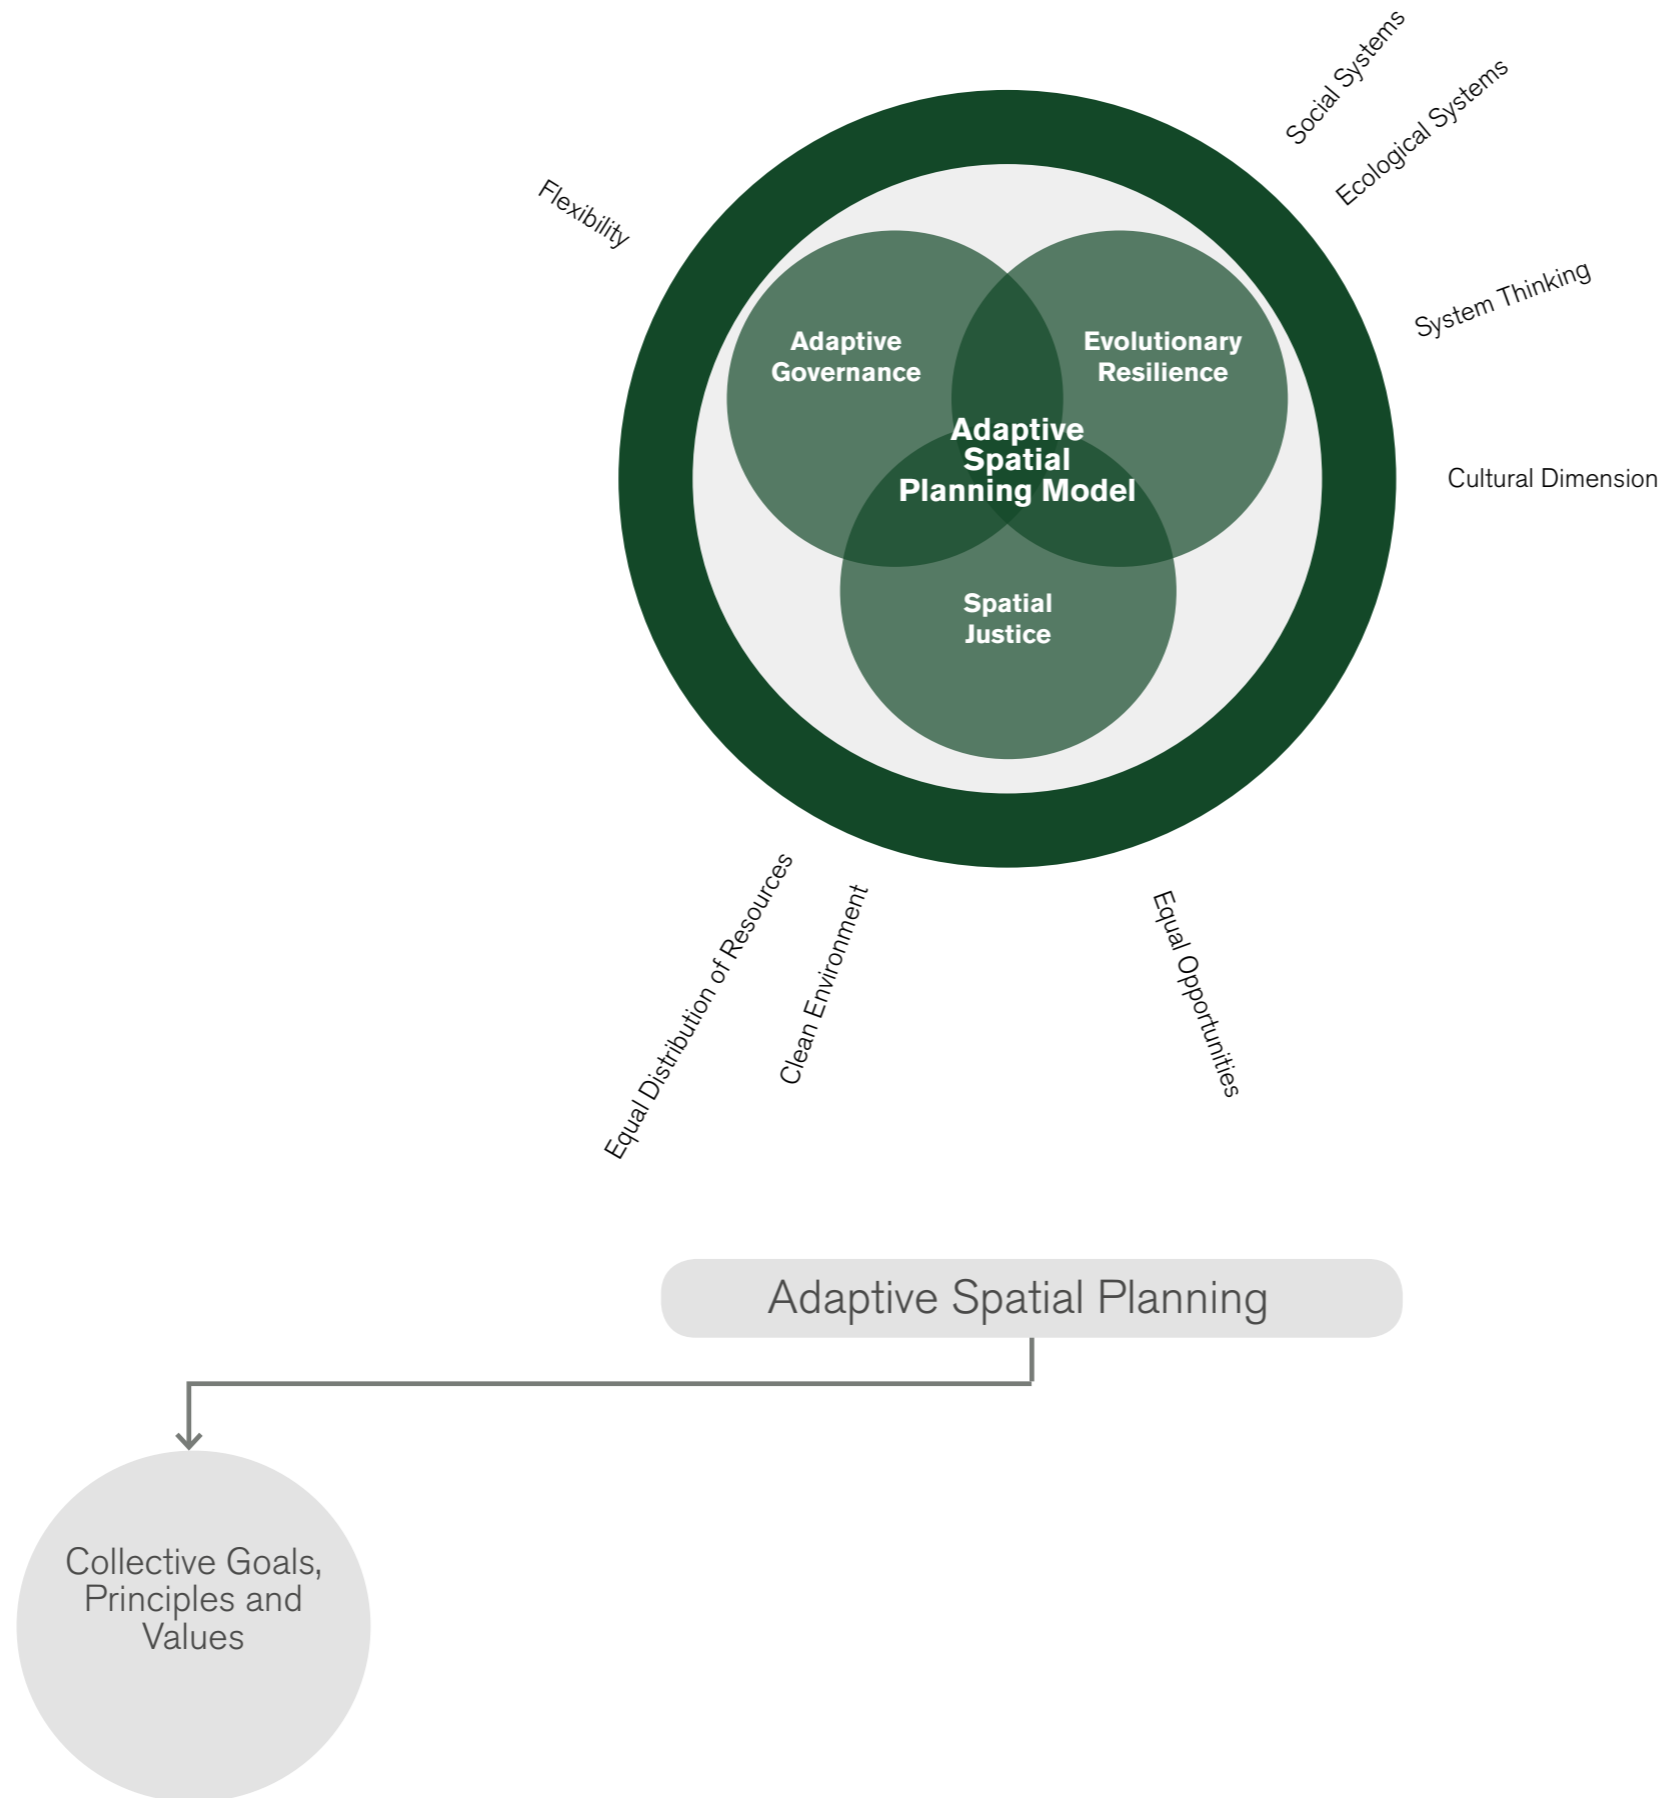 Social Systems
Ecological Systems
Flexibility
System Thinking
Adaptive
Governance
Evolutionary
Resilience
Adaptive
Spatial
Planning Model
Cultural Dimension
Spatial
Justice
Equal Distribution of Resources
Clean Environment
Equal Opportunities
Adaptive Spatial Planning
Collective Goals,
Principles and
Values